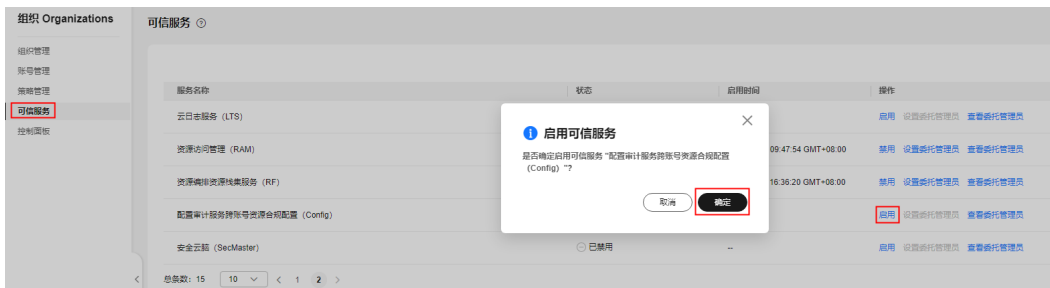 组织 Organizations
可信服务
组织管理
账号管理
策略管理
可信服务
控制面板
服务名称 状态 启用时间 操作
云日志服务 (LTS) 启用 设置委托管理员 查看委托管理员
资源访问管理 (RAM) 09:47:54 GMT+08:00 禁用 设置委托管理员 查看委托管理员
资源编排资源栈集服务 (RF) 16:36:20 GMT+08:00 禁用 设置委托管理员 查看委托管理员
配置审计服务跨账号资源合规配置 (Config) 启用 设置委托管理员 查看委托管理员
安全云脑 (SecMaster) 已禁用 -- 启用 设置委托管理员 查看委托管理员
总条数: 15 10 < 1 2 >
启用可信服务
是否确定启用可信服务 "配置审计服务跨账号资源合规配置
(Config) "?
取消 确定